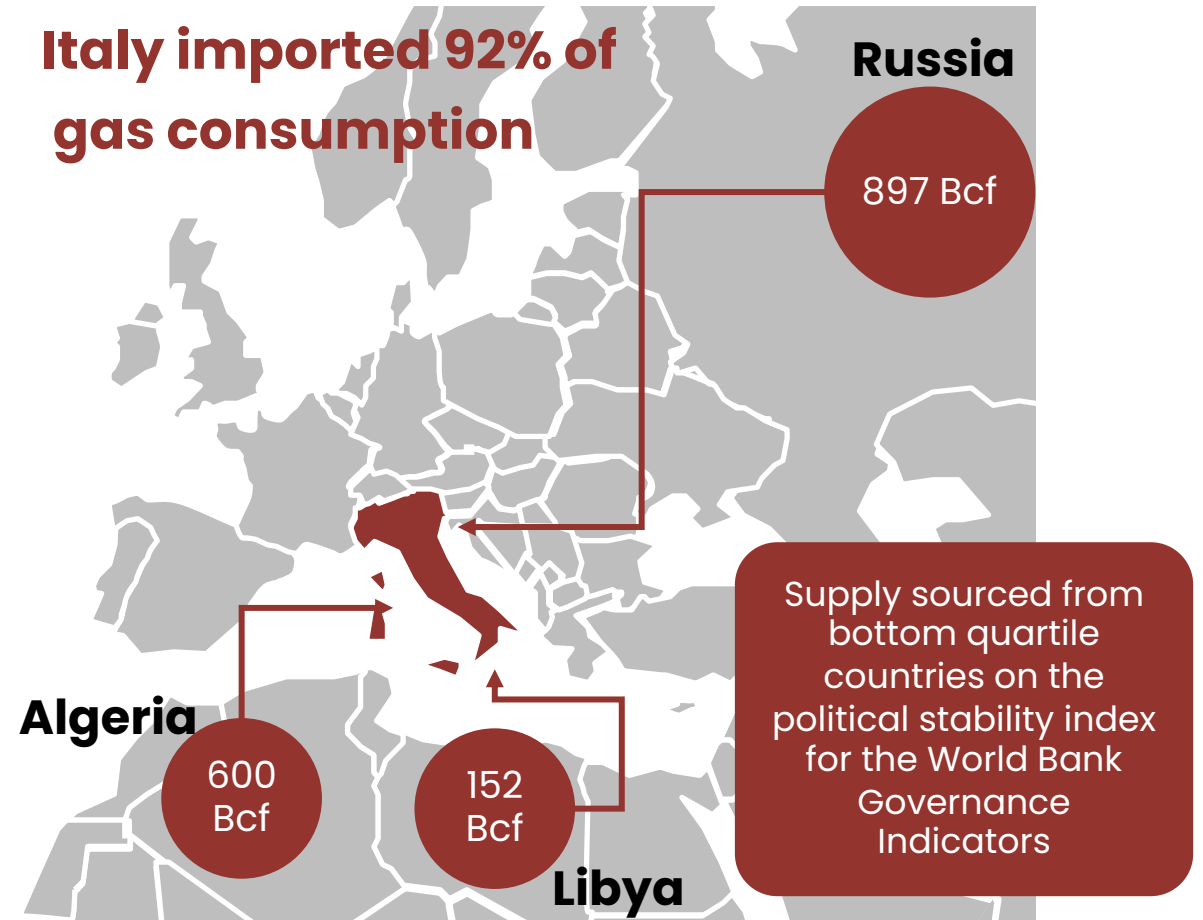 Italy imported 92% of
gas consumption
Russia
897 Bcf
Supply sourced from
bottom quartile
countries on the
political stability index
for the World Bank
Governance
Indicators
Algeria
600
Bcf
152
Bcf
Libya